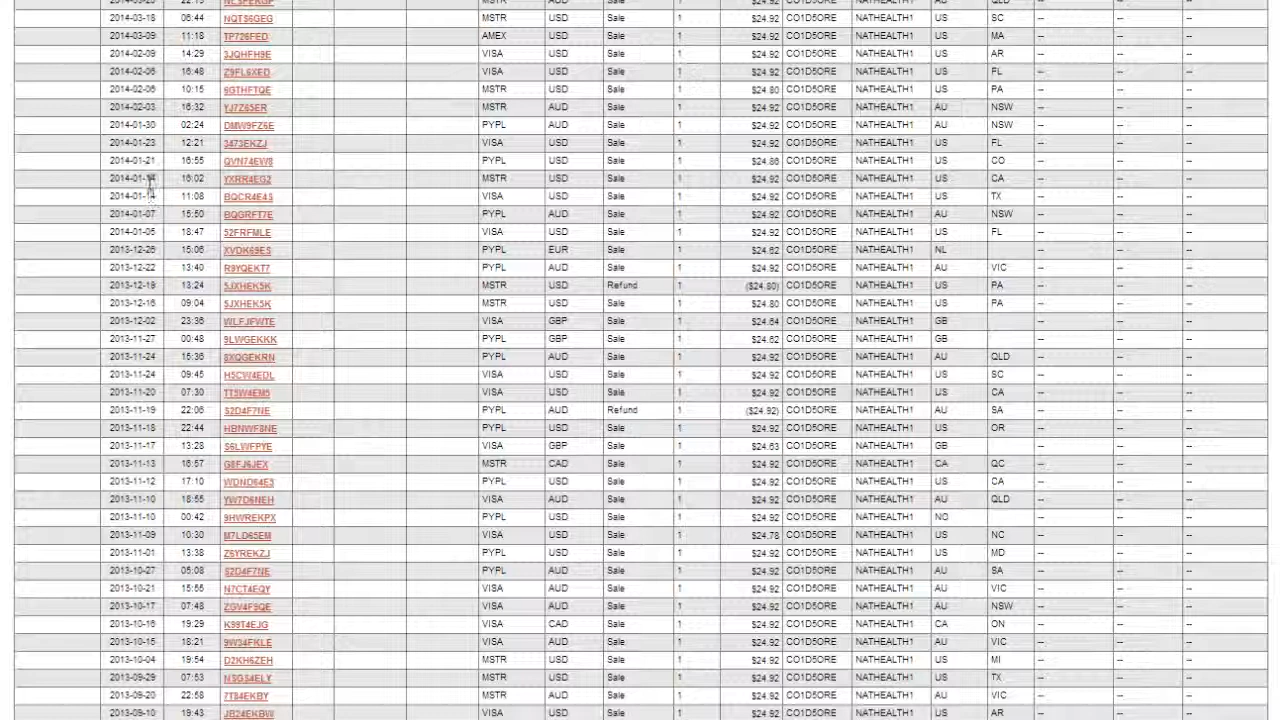 2014-03-18 06:44 MSTR USD Sale 1 $24.92 CO1D5ORE NATHEALTH1 US SC -- -- --
2014-03-09 11:18 TP726FED AMEX USD Sale 1 $24.92 CO1D5ORE NATHEALTH1 US MA -- -- --
2014-02-09 14:29 3JQHFH9E VISA USD Sale 1 $24.92 CO1D5ORE NATHEALTH1 US AR -- -- --
16:48 Z9FL6XED VISA USD Sale 1 $24.92 CO1D5ORE NATHEALTH1 US FL -- -- --
10:15 9GTHFTQE MSTR USD Sale 1 $24.80 CO1D5ORE NATHEALTH1 US PA -- -- --
2014-02-03 16:32 YJ7Z65ER MSTR AUD Sale 1 $24.92 CO1D5ORE NATHEALTH1 AU NSW -- -- --
2014-01-30 02:24 DMW9FZ6E PYPL AUD Sale 1 $24.92 CO1D5ORE NATHEALTH1 AU NSW -- -- --
2014-01-23 12:21 3473EKZJ VISA USD Sale 1 $24.92 CO1D5ORE NATHEALTH1 US FL -- -- --
2014-01-21 16:55 QVN74EW8 PYPL USD Sale 1 CO1D5ORE NATHEALTH1 US CO -- -- --
16:02 YXRR4EG2 MSTR USD Sale 1 $24.92 CO1D5ORE NATHEALTH1 US CA -- -- --
11:08 BQCR4E4S VISA USD Sale 1 $24.92 CO1D5ORE NATHEALTH1 US TX -- -- --
2014-01-07 15:50 BQGRFT7E PYPL AUD Sale 1 $24.92 CO1D5ORE NATHEALTH1 AU NSW -- -- --
18:47 52FRFMLE VISA USD Sale 1 $24.92 CO1D5ORE NATHEALTH1 US FL -- -- --
15:06 XVDK69ES PYPL EUR Sale 1 $24.62 CO1D5ORE NATHEALTH1 NL -- -- --
2013-12-22 13:40 R9YQEKT7 PYPL AUD Sale 1 $24.92 CO1D5ORE NATHEALTH1 AU VIC -- -- --
2013-12-19 13:24 5JXHEK5K MSTR USD Refund 1 ($24.80) CO1D5ORE NATHEALTH1 US PA -- -- --
2013-12-16 09:04 5JXHEK5K MSTR USD Sale 1 $24.80 CO1D5ORE NATHEALTH1 US PA -- -- --
2013-12-02 23:36 WLFJFWTE VISA GBP Sale 1 $24.64 CO1D5ORE NATHEALTH1 GB -- -- --
2013-11-27 00:48 9LWGEKKK PYPL GBP Sale 1 $24.62 CO1D5ORE NATHEALTH1 GB -- -- --
2013-11-24 15:36 8XQGEKRN PYPL AUD Sale 1 $24.92 CO1D5ORE NATHEALTH1 AU QLD -- -- --
2013-11-24 09:45 H5CW4EDL VISA USD Sale 1 $24.92 CO1D5ORE NATHEALTH1 US SC -- -- --
2013-11-20 07:30 TT5W4EM5 VISA USD Sale 1 $24.92 CO1D5ORE NATHEALTH1 US CA -- -- --
2013-11-19 22:06 S2D4F7NE PYPL AUD Refund 1 ($24.92) CO1D5ORE NATHEALTH1 AU SA -- -- --
2013-11-18 22:44 HBNWF8NE PYPL USD Sale 1 $24.92 CO1D5ORE NATHEALTH1 US OR -- -- --
2013-11-17 13:28 S6LWFPYE VISA GBP Sale 1 $24.63 CO1D5ORE NATHEALTH1 GB -- -- --
2013-11-13 16:57 G8FJ6JEX MSTR CAD Sale 1 $24.92 CO1D5ORE NATHEALTH1 CA QC -- -- --
2013-11-12 17:10 WDND64E3 PYPL USD Sale 1 $24.92 CO1D5ORE NATHEALTH1 US CA -- -- --
2013-11-10 18:55 YW7D6NEH VISA AUD Sale 1 $24.92 CO1D5ORE NATHEALTH1 AU QLD -- -- --
2013-11-10 00:42 9HWREKPX PYPL USD Sale 1 $24.92 CO1D5ORE NATHEALTH1 NO -- -- --
2013-11-09 10:30 M7LD65EM VISA USD Sale 1 $24.78 CO1D5ORE NATHEALTH1 US NC -- -- --
2013-11-01 13:38 Z6YREKZJ PYPL USD Sale 1 $24.92 CO1D5ORE NATHEALTH1 US MD -- -- --
2013-10-27 05:08 S2D4F7NE PYPL AUD Sale 1 $24.92 CO1D5ORE NATHEALTH1 AU SA -- -- --
2013-10-21 15:55 N7CT4EQY VISA AUD Sale 1 $24.92 CO1D5ORE NATHEALTH1 AU VIC -- -- --
2013-10-17 07:48 ZGV4F9QE VISA AUD Sale 1 $24.92 CO1D5ORE NATHEALTH1 AU NSW -- -- --
2013-10-16 19:29 K99T4EJG VISA CAD Sale 1 $24.92 CO1D5ORE NATHEALTH1 CA ON -- -- --
2013-10-15 18:21 9W34FKLE VISA AUD Sale 1 $24.92 CO1D5ORE NATHEALTH1 AU VIC -- -- --
2013-10-04 19:54 D2KH6ZEH MSTR USD Sale 1 $24.92 CO1D5ORE NATHEALTH1 US MI -- -- --
2013-09-29 07:53 NSGS4ELY MSTR USD Sale 1 $24.92 CO1D5ORE NATHEALTH1 US TX -- -- --
2013-09-20 22:58 7T84EKBY MSTR AUD Sale 1 $24.92 CO1D5ORE NATHEALTH1 AU VIC -- -- --
2013-09-10 19:43 JB24EKBW VISA USD Sale 1 $24.92 CO1D5ORE NATHEALTH1 US AR -- -- --